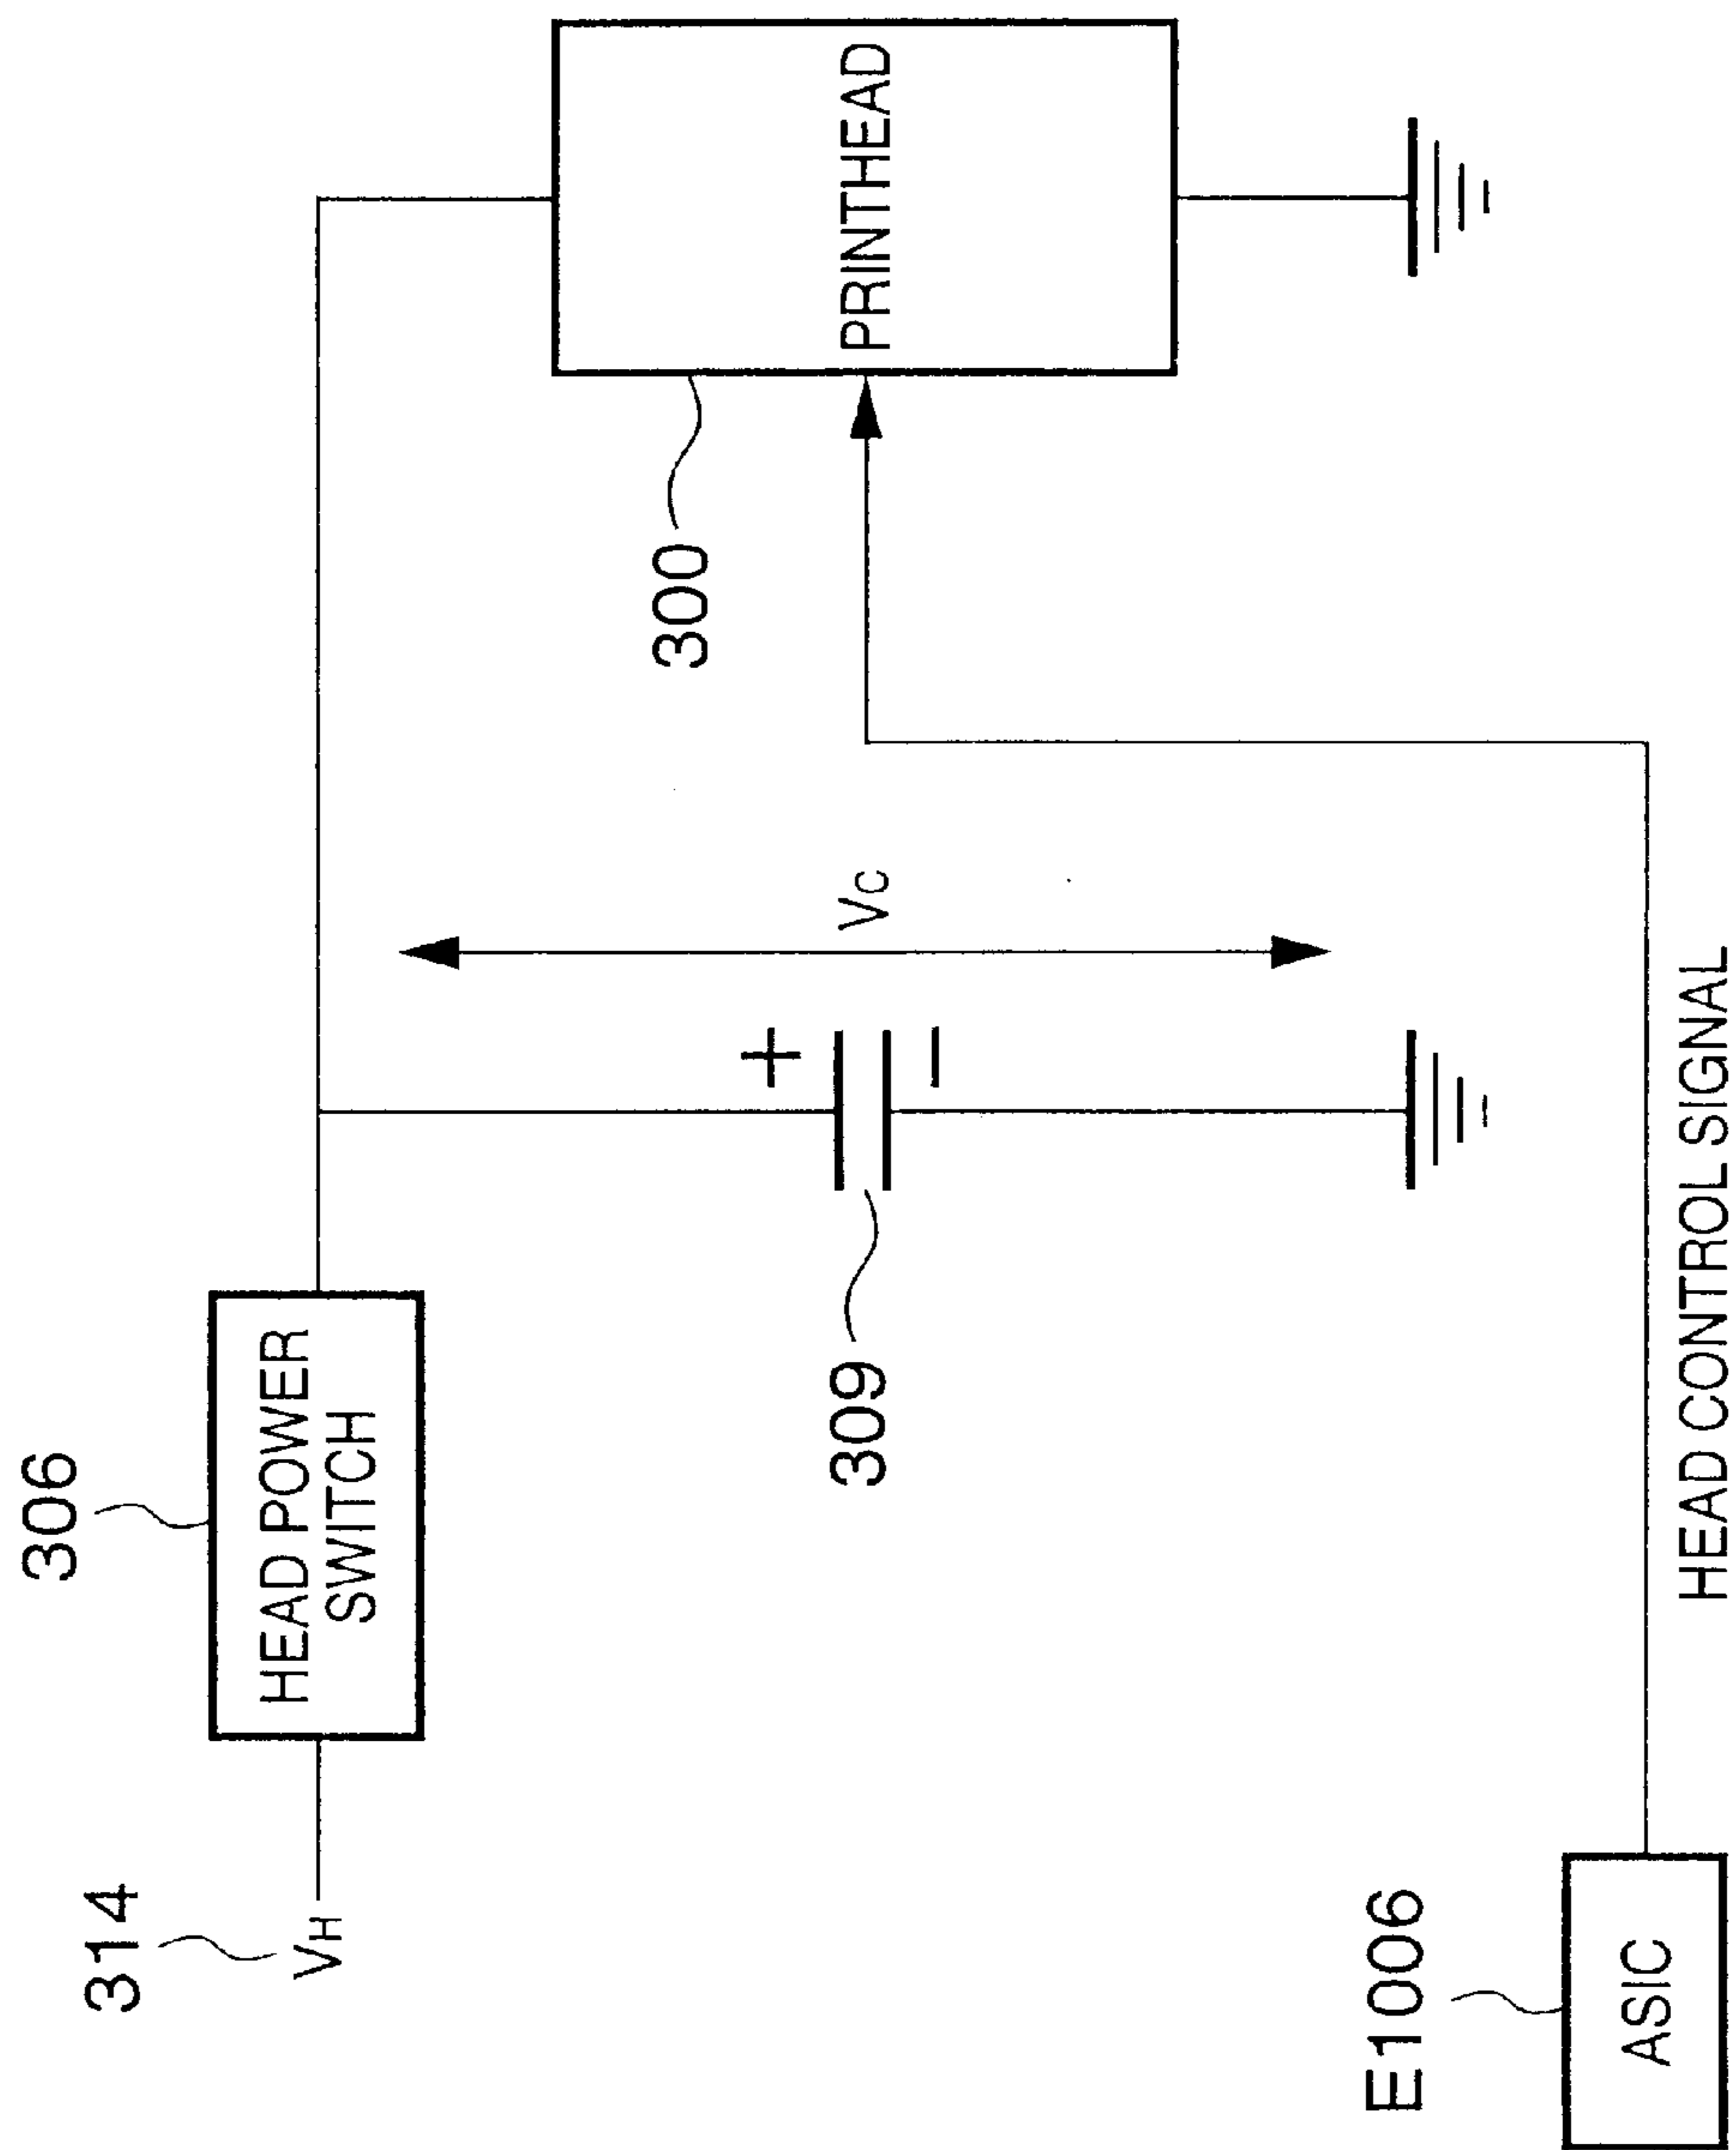 306
314
VH
HEAD POWER
SWITCH
+
−
VC
309
300
PRINTHEAD
E1006
ASIC
HEAD CONTROL SIGNAL